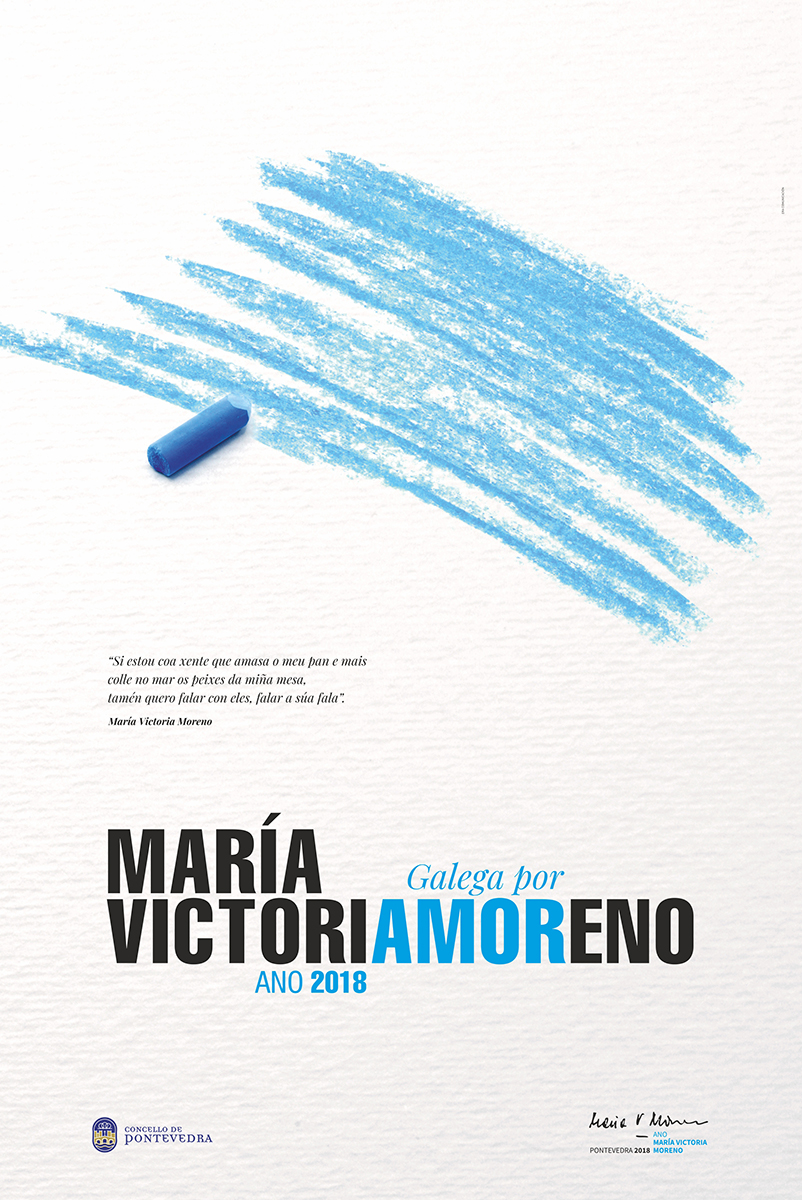 “Si estou coa xente que amasa o meu pan e mais
colle no mar os peixes da miña mesa,
tamén quero falar con eles, falar a súa fala”.
María Victoria Moreno
MARÍA
Galega por
VICTORIAMORENO
ANO 2018
CONCELLO DE
PONTEVEDRA
María V. Moreno
ANO
MARÍA VICTORIA
PONTEVEDRA 2018 MORENO